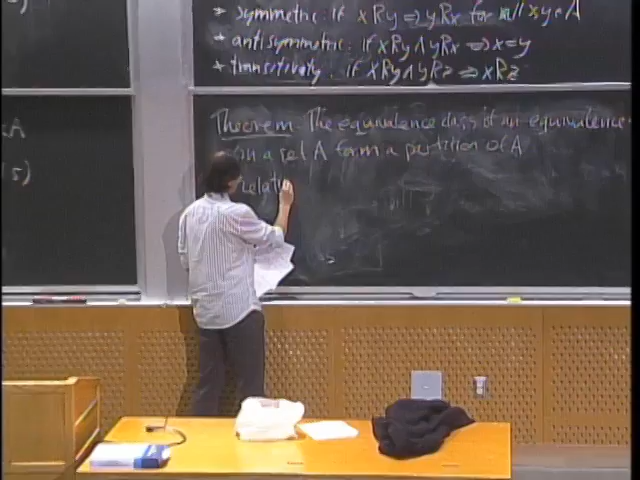 * symmetric: if xRy ⇒ yRx for all x,y ∈ A
* antisymmetric: if xRy ∧ yRx ⇒ x=y
* transitivity: if xRy ∧ yRz ⇒ xRz
Theorem. The equivalence class of an equivalence
on a set A form a partition of A
relati
A
s)